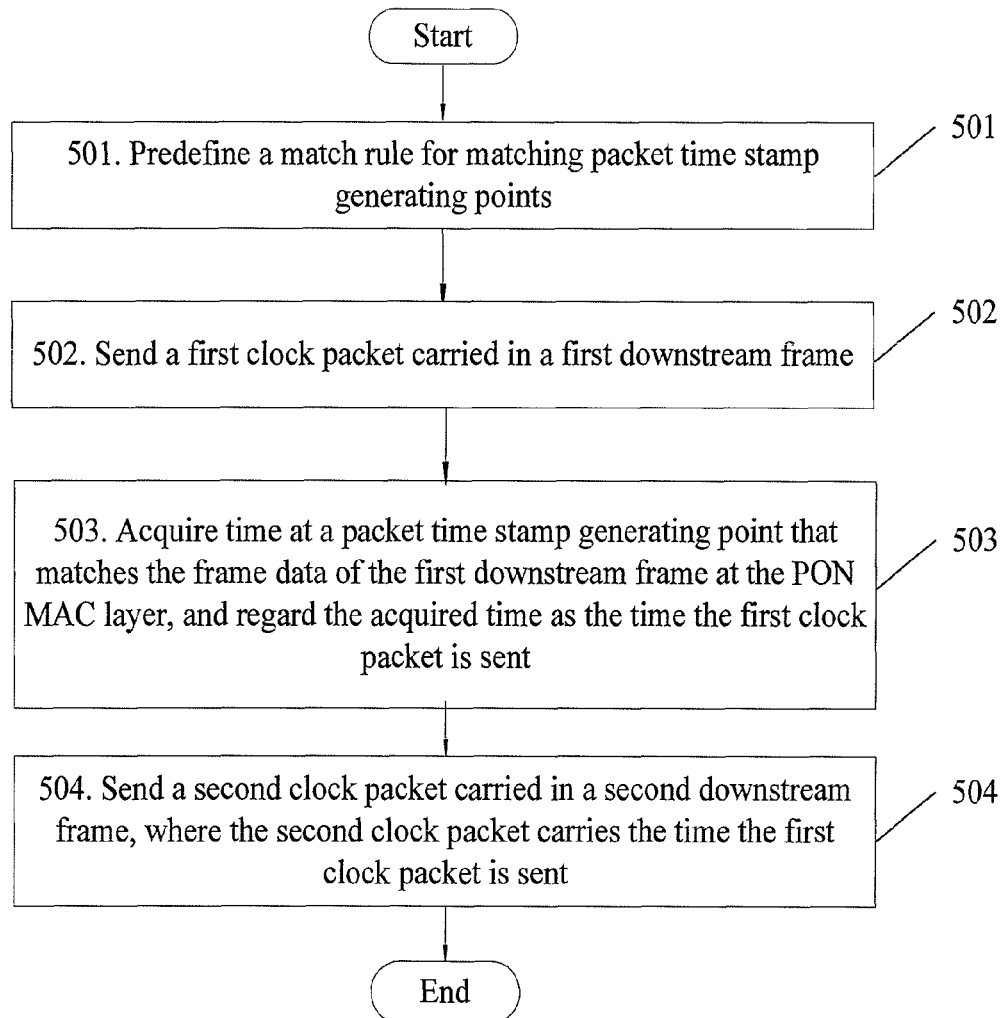 Start
501. Predefine a match rule for matching packet time stamp
generating points
501
502. Send a first clock packet carried in a first downstream frame
502
503. Acquire time at a packet time stamp generating point that
matches the frame data of the first downstream frame at the PON
MAC layer, and regard the acquired time as the time the first clock
packet is sent
503
504. Send a second clock packet carried in a second downstream
frame, where the second clock packet carries the time the first
clock packet is sent
504
End